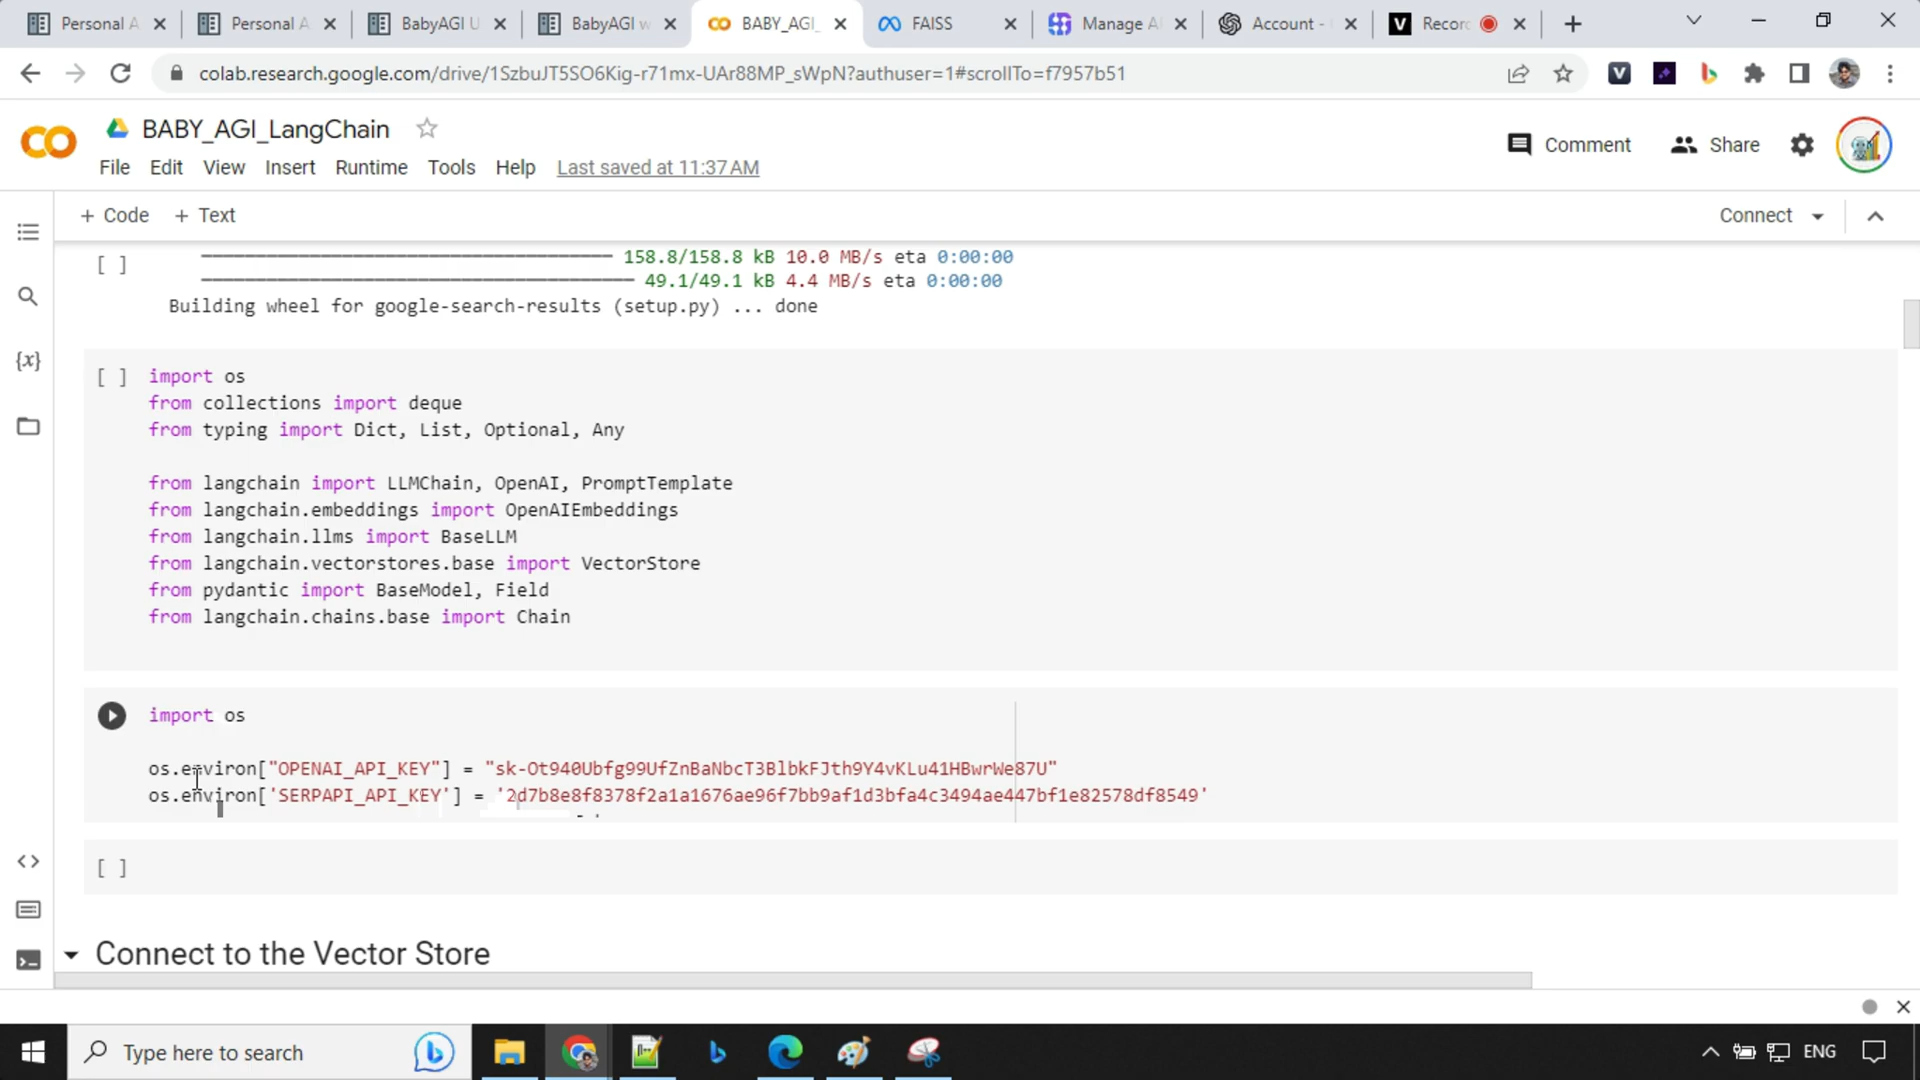 Personal A
Personal A
BabyAGI U
BabyAGI w
BABY_AGI_
FAISS
Manage A
Account -
Recor
colab.research.google.com/drive/1SzbuJT5SO6Kig-r71mx-UAr88MP_sWpN?authuser=1#scrollTo=f7957b51
BABY_AGI_LangChain
Comment
Share
File Edit View Insert Runtime Tools Help Last saved at 11:37 AM
+ Code + Text
Connect
158.8/158.8 kB 10.0 MB/s eta 0:00:00
49.1/49.1 kB 4.4 MB/s eta 0:00:00
Building wheel for google-search-results (setup.py) ... done
[ ] import os
from collections import deque
from typing import Dict, List, Optional, Any
from langchain import LLMChain, OpenAI, PromptTemplate
from langchain.embeddings import OpenAIEmbeddings
from langchain.llms import BaseLLM
from langchain.vectorstores.base import VectorStore
from pydantic import BaseModel, Field
from langchain.chains.base import Chain
import os
os.environ["OPENAI_API_KEY"] = "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"
os.environ['SERPAPI_API_KEY'] = '2d7b8e8f8378f2a1a1676ae96f7bb9af1d3bfa4c3494ae447bf1e82578df8549'
[ ]
Connect to the Vector Store
Type here to search
ENG